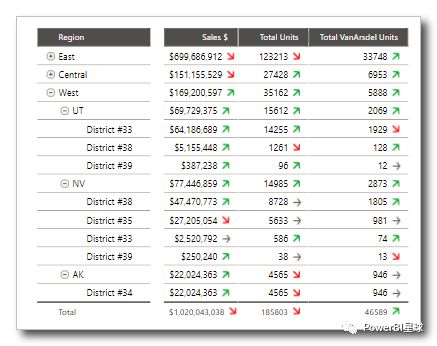 Region Sales $ Total Units Total VanArsdel Units
East $699,686,912 123213 33748
Central $151,155,529 27428 6953
West $169,200,597 35162 5888
UT $69,729,375 15612 2069
District #33 $64,186,689 14255 1929
District #38 $5,155,448 1261 128
District #39 $387,238 96 12
NV $77,446,859 14985 2873
District #38 $47,470,773 8728 1805
District #35 $27,205,054 5633 981
District #33 $2,520,792 586 74
District #39 $250,240 38 13
AK $22,024,363 4565 946
District #34 $22,024,363 4565 946
Total $1,020,043,038 185803 46589
PowerBI星球